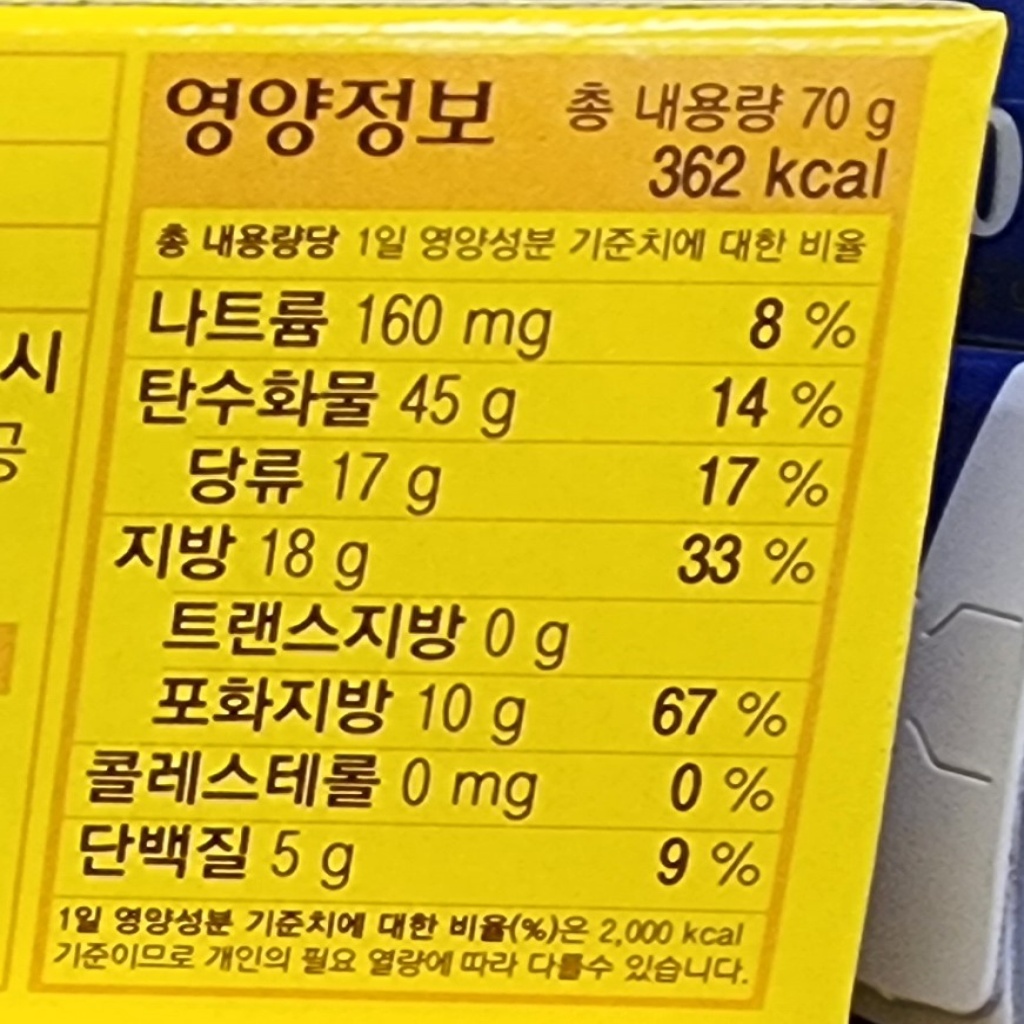 영양정보 총 내용량 70 g
362 kcal
총 내용량당 1일 영양성분 기준치에 대한 비율
나트륨 160 mg 8 %
탄수화물 45 g 14 %
당류 17 g 17 %
지방 18 g 33 %
트랜스지방 0 g
포화지방 10 g 67 %
콜레스테롤 0 mg 0 %
단백질 5 g 9 %
1일 영양성분 기준치에 대한 비율(%)은 2,000 kcal
기준이므로 개인의 필요 열량에 따라 다를수 있습니다.
시
공